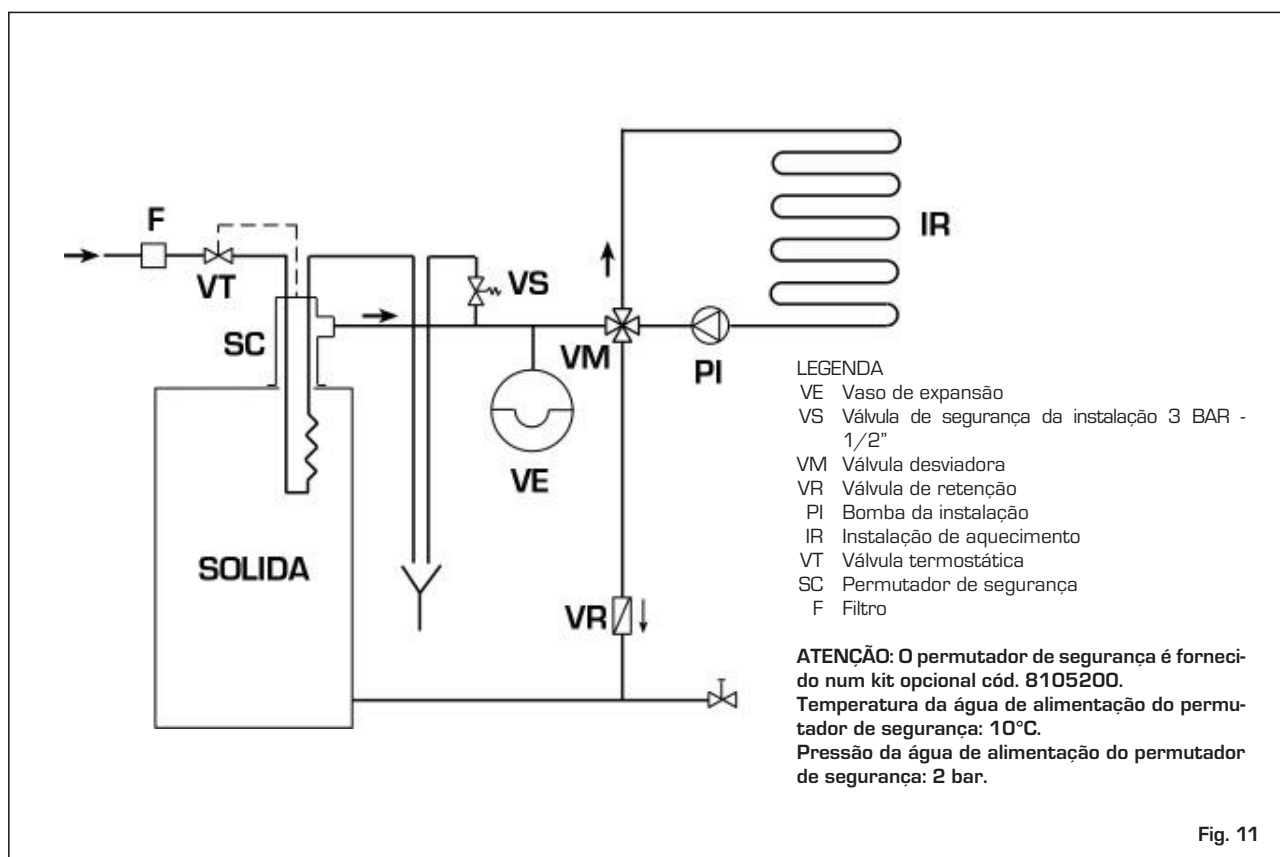 F
VT
VS
SC
VM
PI
IR
VE
SOLIDA
VR
LEGENDA
VE Vaso de expansão
VS Válvula de segurança da instalação 3 BAR -
1/2”
VM Válvula desviadora
VR Válvula de retenção
PI Bomba da instalação
IR Instalação de aquecimento
VT Válvula termostática
SC Permutador de segurança
F Filtro
ATENÇÃO: O permutador de segurança é forneci-
do num kit opcional cód. 8105200.
Temperatura da água de alimentação do permu-
tador de segurança: 10°C.
Pressão da água de alimentação do permutador
de segurança: 2 bar.
Fig. 11